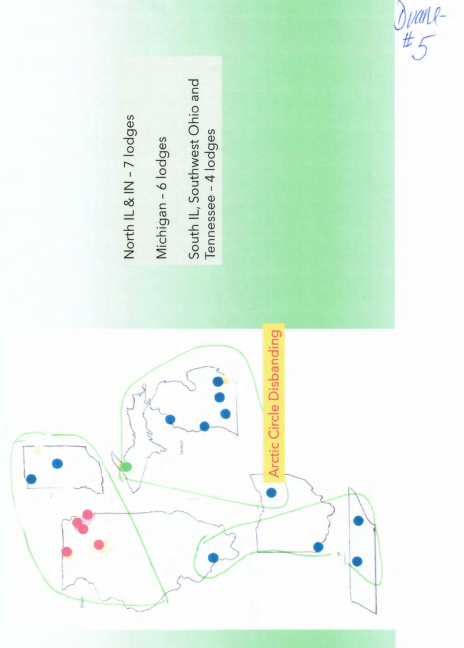 Duane-
#5
North IL & IN – 7 lodges
Michigan – 6 lodges
South IL, Southwest Ohio and
Tennessee – 4 lodges
Arctic Circle Disbanding